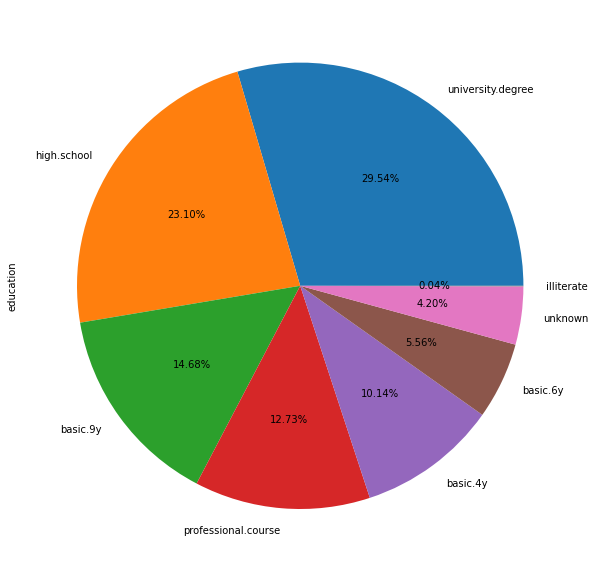 university.degree
29.54%
high.school
23.10%
education
0.04%
illiterate
4.20%
unknown
5.56%
14.68%
basic.6y
10.14%
12.73%
basic.9y
basic.4y
professional.course